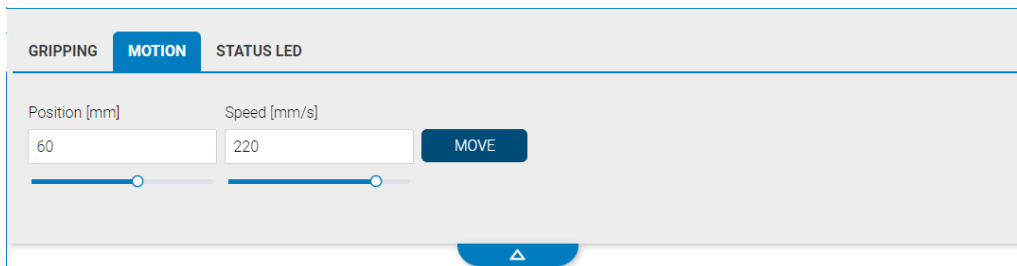 GRIPPING MOTION STATUS LED
Position [mm] Speed [mm/s]
60 220 MOVE